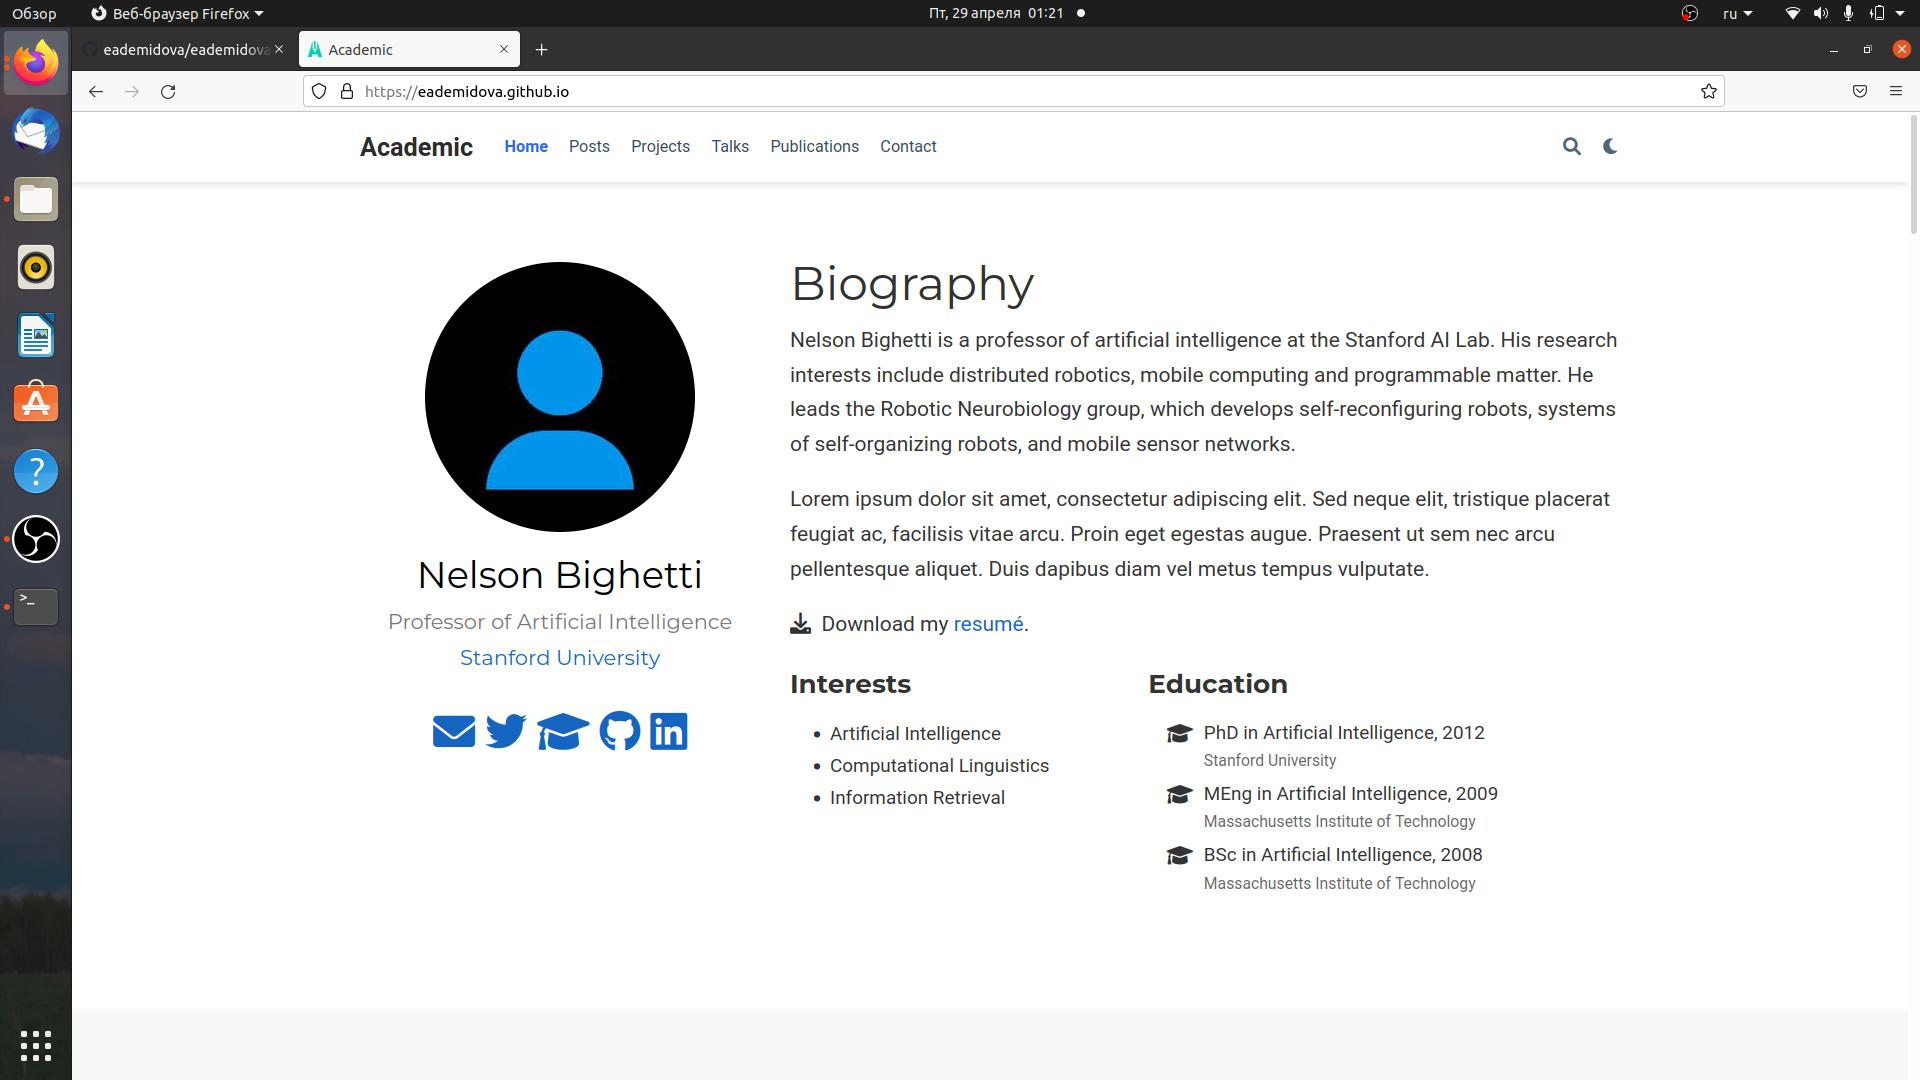 Обзор
Веб-браузер Firefox
Пт, 29 апреля 01:21
ru
eademidova/eademidova
Academic
https://eademidova.github.io
Academic
Home
Posts
Projects
Talks
Publications
Contact
Nelson Bighetti
Professor of Artificial Intelligence
Stanford University
Biography
Nelson Bighetti is a professor of artificial intelligence at the Stanford AI Lab. His research
interests include distributed robotics, mobile computing and programmable matter. He
leads the Robotic Neurobiology group, which develops self-reconfiguring robots, systems
of self-organizing robots, and mobile sensor networks.
Lorem ipsum dolor sit amet, consectetur adipiscing elit. Sed neque elit, tristique placerat
feugiat ac, facilisis vitae arcu. Proin eget egestas augue. Praesent ut sem nec arcu
pellentesque aliquet. Duis dapibus diam vel metus tempus vulputate.
Download my resumé.
Interests
Artificial Intelligence
Computational Linguistics
Information Retrieval
Education
PhD in Artificial Intelligence, 2012
Stanford University
MEng in Artificial Intelligence, 2009
Massachusetts Institute of Technology
BSc in Artificial Intelligence, 2008
Massachusetts Institute of Technology